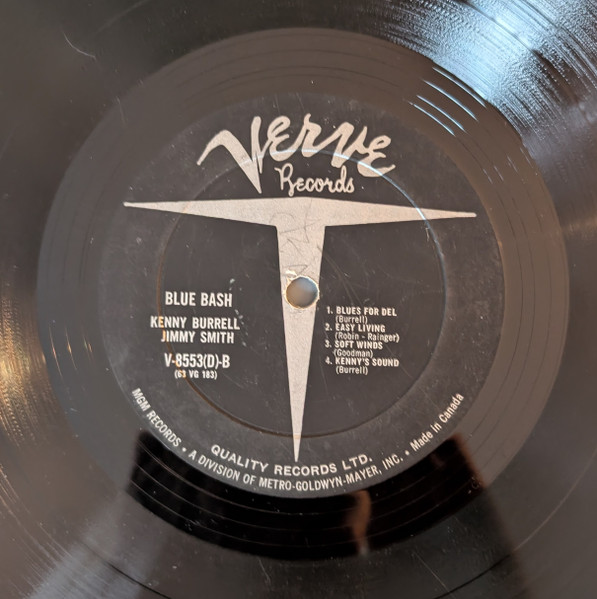 Verve
Records
BLUE BASH
KENNY BURRELL
JIMMY SMITH
V-8553(D)-B
(63 VG 183)
1. BLUES FOR DEL
(Burrell)
2. EASY LIVING
(Robin - Rainger)
3. SOFT WINDS
(Goodman)
4. KENNY'S SOUND
(Burrell)
QUALITY RECORDS LTD.
MGM RECORDS • A DIVISION OF METRO-GOLDWYN-MAYER, INC. • Made in Canada